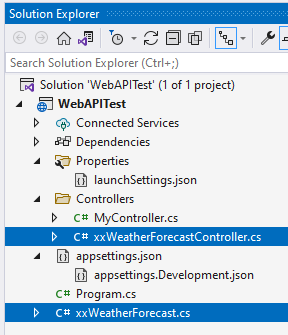 Solution Explorer
Search Solution Explorer (Ctrl+;)
Solution 'WebAPITest' (1 of 1 project)
WebAPITest
Connected Services
Dependencies
Properties
launchSettings.json
Controllers
C# MyController.cs
C# xxWeatherForecastController.cs
appsettings.json
appsettings.Development.json
C# Program.cs
C# xxWeatherForecast.cs